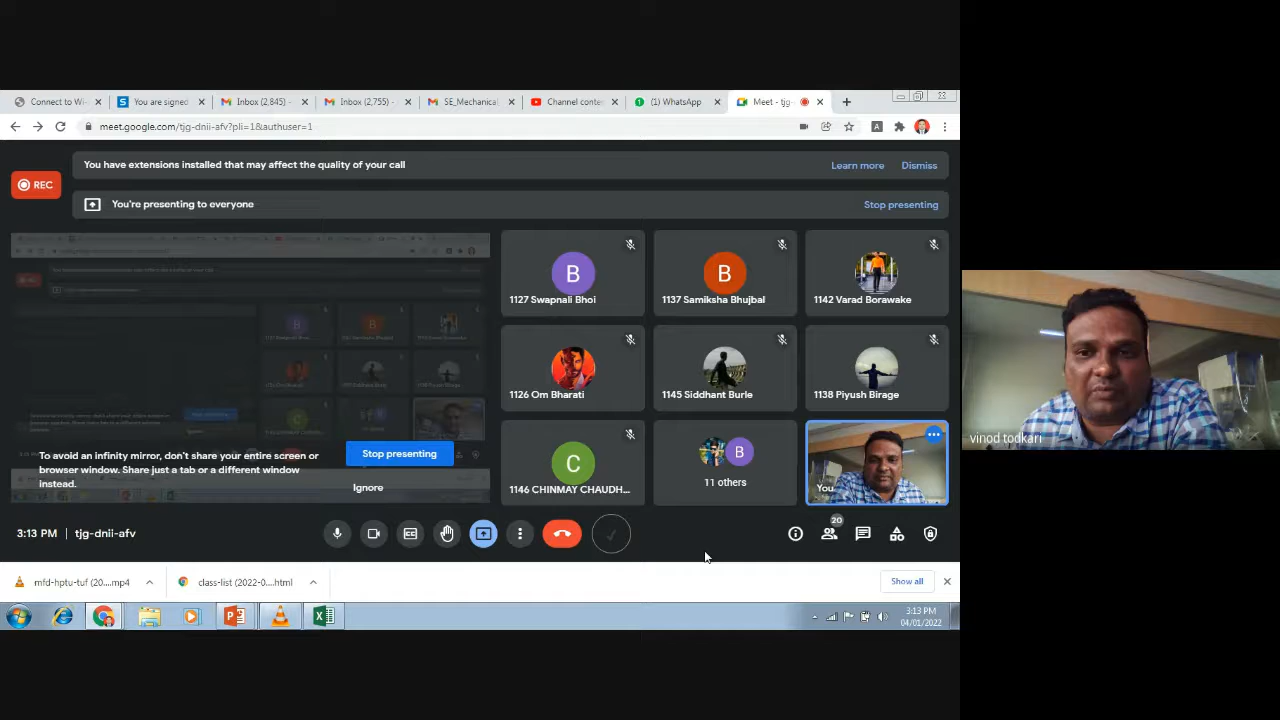 Connect to Wi
You are signed
Inbox (2,845) -
Inbox (2,755) -
SE_Mechanical
Channel conte
(1) WhatsApp
Meet - tjg-
meet.google.com/tjg-dnii-afv?pli=1&authuser=1
You have extensions installed that may affect the quality of your call
Learn more
Dismiss
REC
You're presenting to everyone
Stop presenting
B
1127 Swapnali Bhoi
B
1137 Samiksha Bhujbal
1142 Varad Borawake
1126 Om Bharati
1145 Siddhant Burle
1138 Piyush Birage
C
1146 CHINMAY CHAUDH...
B
11 others
You
To avoid an infinity mirror, don't share your entire screen or
browser window. Share just a tab or a different window
instead.
Stop presenting
Ignore
vinod todkari
3:13 PM | tjg-dnii-afv
20
mfd-hptu-tuf (20....mp4
class-list (2022-0....html
Show all
3:13 PM
04/01/2022